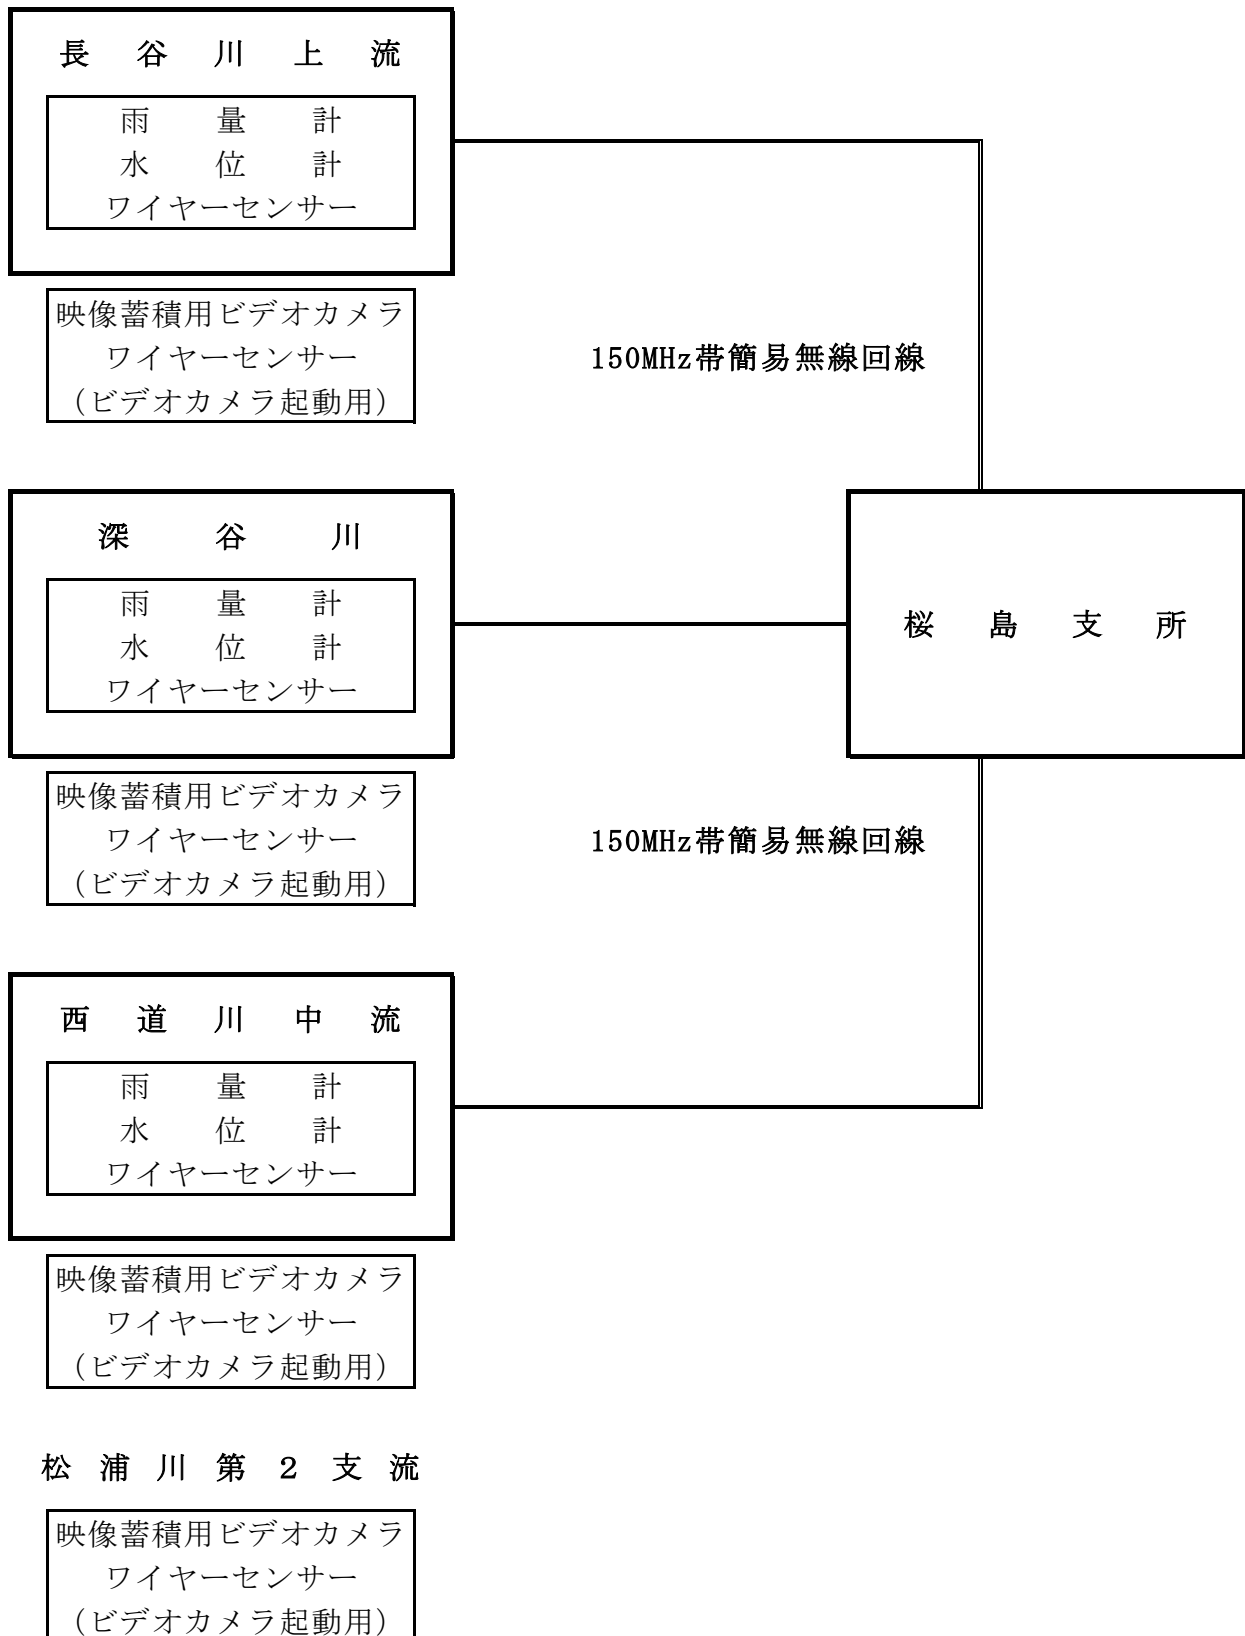 長谷川上流
雨量計
水位計
ワイヤーセンサー
映像蓄積用ビデオカメラ
ワイヤーセンサー
（ビデオカメラ起動用）
150MHz帯簡易無線回線
深谷川
雨量計
水位計
ワイヤーセンサー
桜島支所
映像蓄積用ビデオカメラ
ワイヤーセンサー
（ビデオカメラ起動用）
150MHz帯簡易無線回線
西道川中流
雨量計
水位計
ワイヤーセンサー
映像蓄積用ビデオカメラ
ワイヤーセンサー
（ビデオカメラ起動用）
松浦川第２支流
映像蓄積用ビデオカメラ
ワイヤーセンサー
（ビデオカメラ起動用）